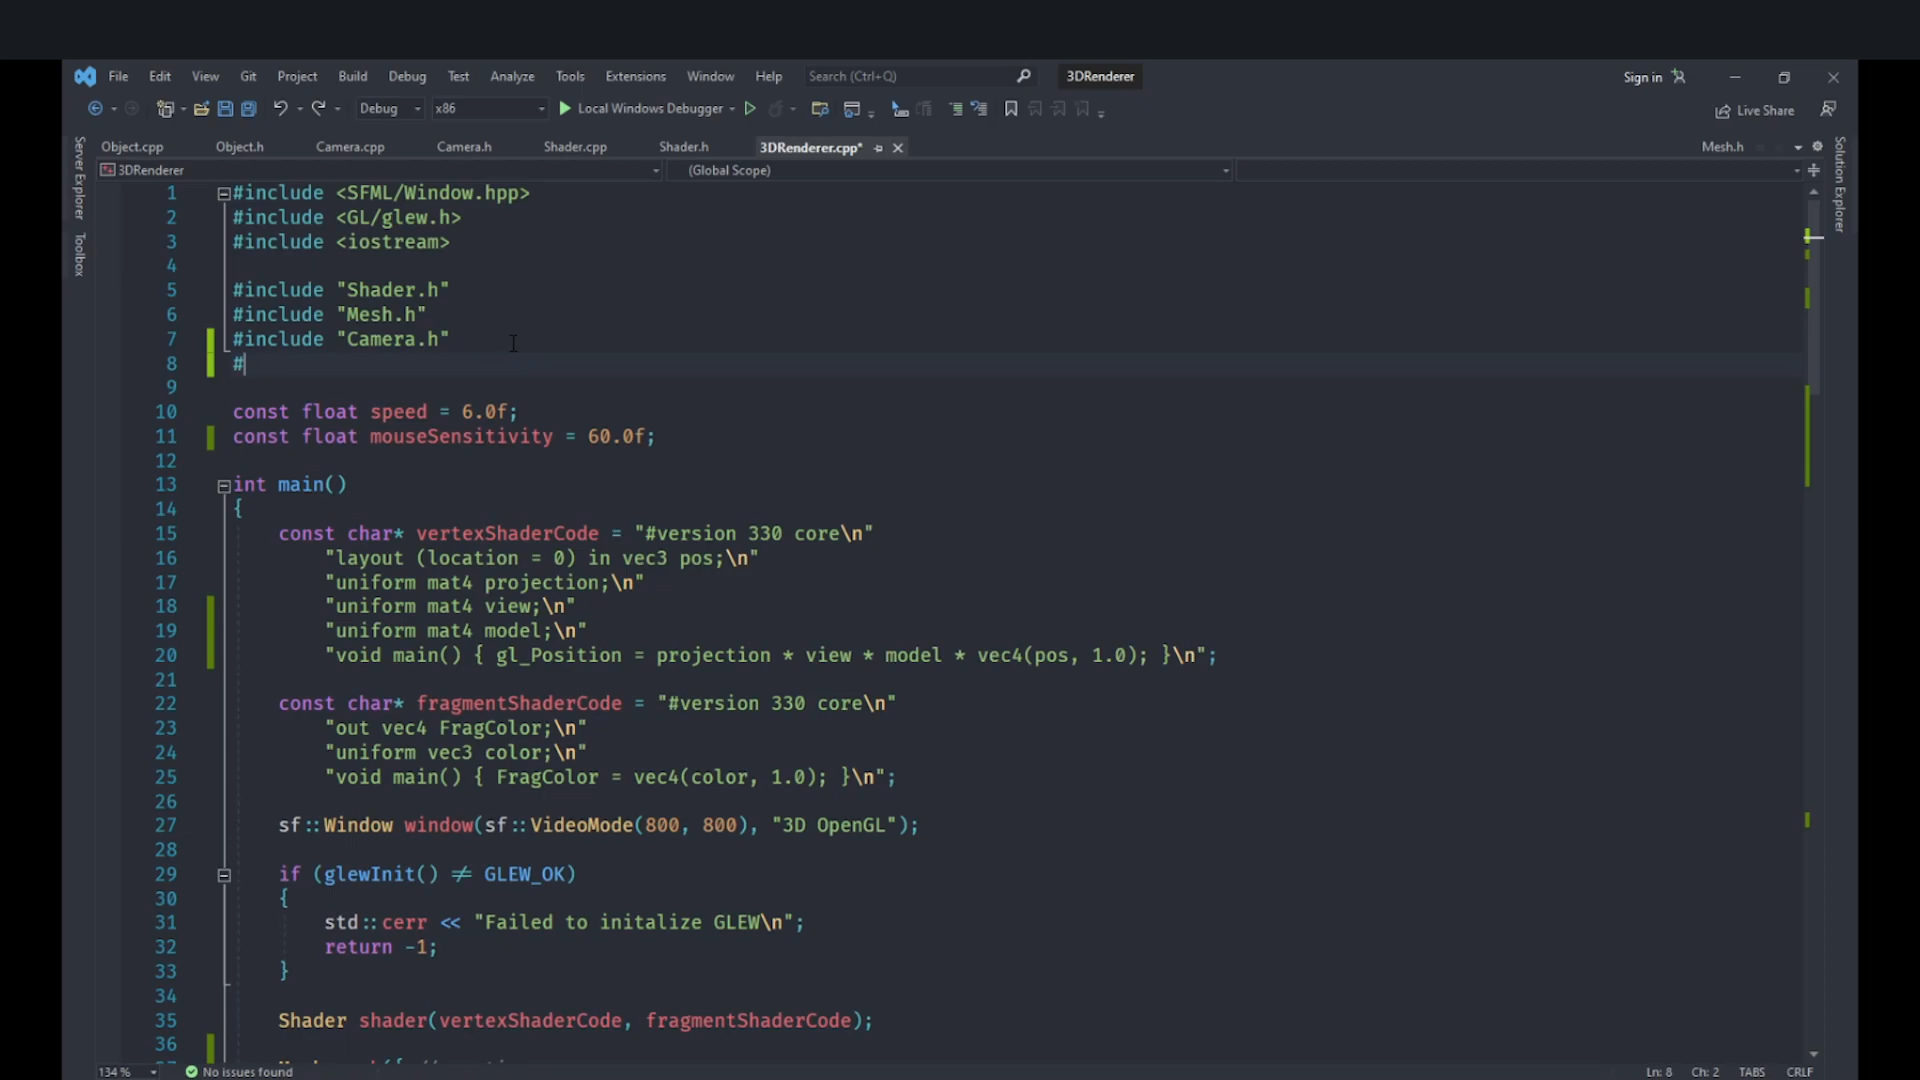 File Edit View Git Project Build Debug Test Analyze Tools Extensions Window Help Search (Ctrl+Q) 3DRenderer Sign in
Debug x86 Local Windows Debugger Live Share
Object.cpp Object.h Camera.cpp Camera.h Shader.cpp Shader.h 3DRenderer.cpp* Mesh.h
3DRenderer (Global Scope)
Server Explorer
Toolbox
Solution Explorer
1 #include <SFML/Window.hpp>
2 #include <GL/glew.h>
3 #include <iostream>
4
5 #include "Shader.h"
6 #include "Mesh.h"
7 #include "Camera.h"
8 #
9
10 const float speed = 6.0f;
11 const float mouseSensitivity = 60.0f;
12
13 int main()
14 {
15 const char* vertexShaderCode = "#version 330 core\n"
16 "layout (location = 0) in vec3 pos;\n"
17 "uniform mat4 projection;\n"
18 "uniform mat4 view;\n"
19 "uniform mat4 model;\n"
20 "void main() { gl_Position = projection * view * model * vec4(pos, 1.0); }\n";
21
22 const char* fragmentShaderCode = "#version 330 core\n"
23 "out vec4 FragColor;\n"
24 "uniform vec3 color;\n"
25 "void main() { FragColor = vec4(color, 1.0); }\n";
26
27 sf::Window window(sf::VideoMode(800, 800), "3D OpenGL");
28
29 if (glewInit() ≠ GLEW_OK)
30 {
31 std::cerr << "Failed to initalize GLEW\n";
32 return -1;
33 }
34
35 Shader shader(vertexShaderCode, fragmentShaderCode);
36
134 % No issues found Ln: 8 Ch: 2 TABS CRLF